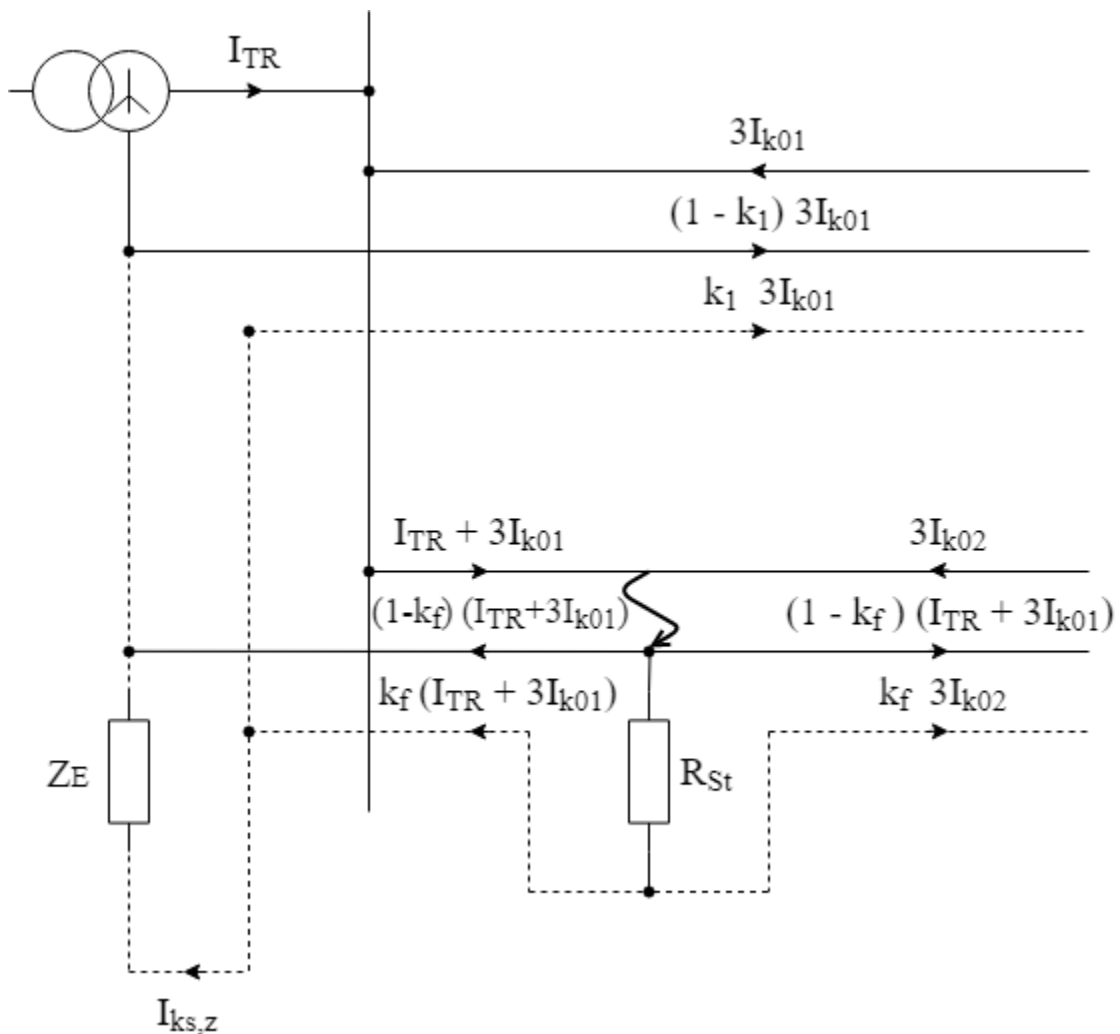 I_TR
3I_k01
(1 - k_1) 3I_k01
k_1 3I_k01
I_TR + 3I_k01
3I_k02
(1-k_f) (I_TR+3I_k01)
(1 - k_f ) (I_TR + 3I_k01)
k_f (I_TR + 3I_k01)
k_f 3I_k02
Z_E
R_St
I_ks,z